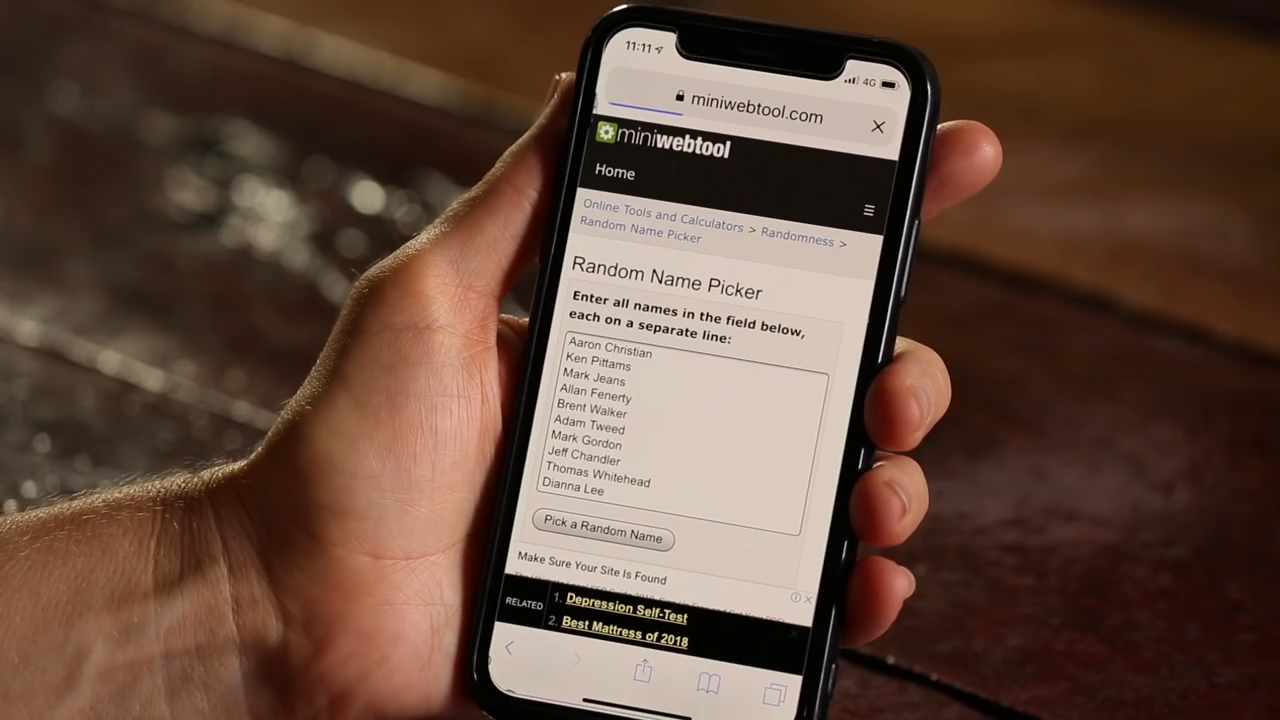 11:11
4G
miniwebtool.com
miniwebtool
Home
Online Tools and Calculators > Randomness >
Random Name Picker
Random Name Picker
Enter all names in the field below,
each on a separate line:
Aaron Christian
Ken Pittams
Mark Jeans
Allan Fenerty
Brent Walker
Adam Tweed
Mark Gordon
Jeff Chandler
Thomas Whitehead
Dianna Lee
Pick a Random Name
Make Sure Your Site Is Found
RELATED
1. Depression Self-Test
2. Best Mattress of 2018